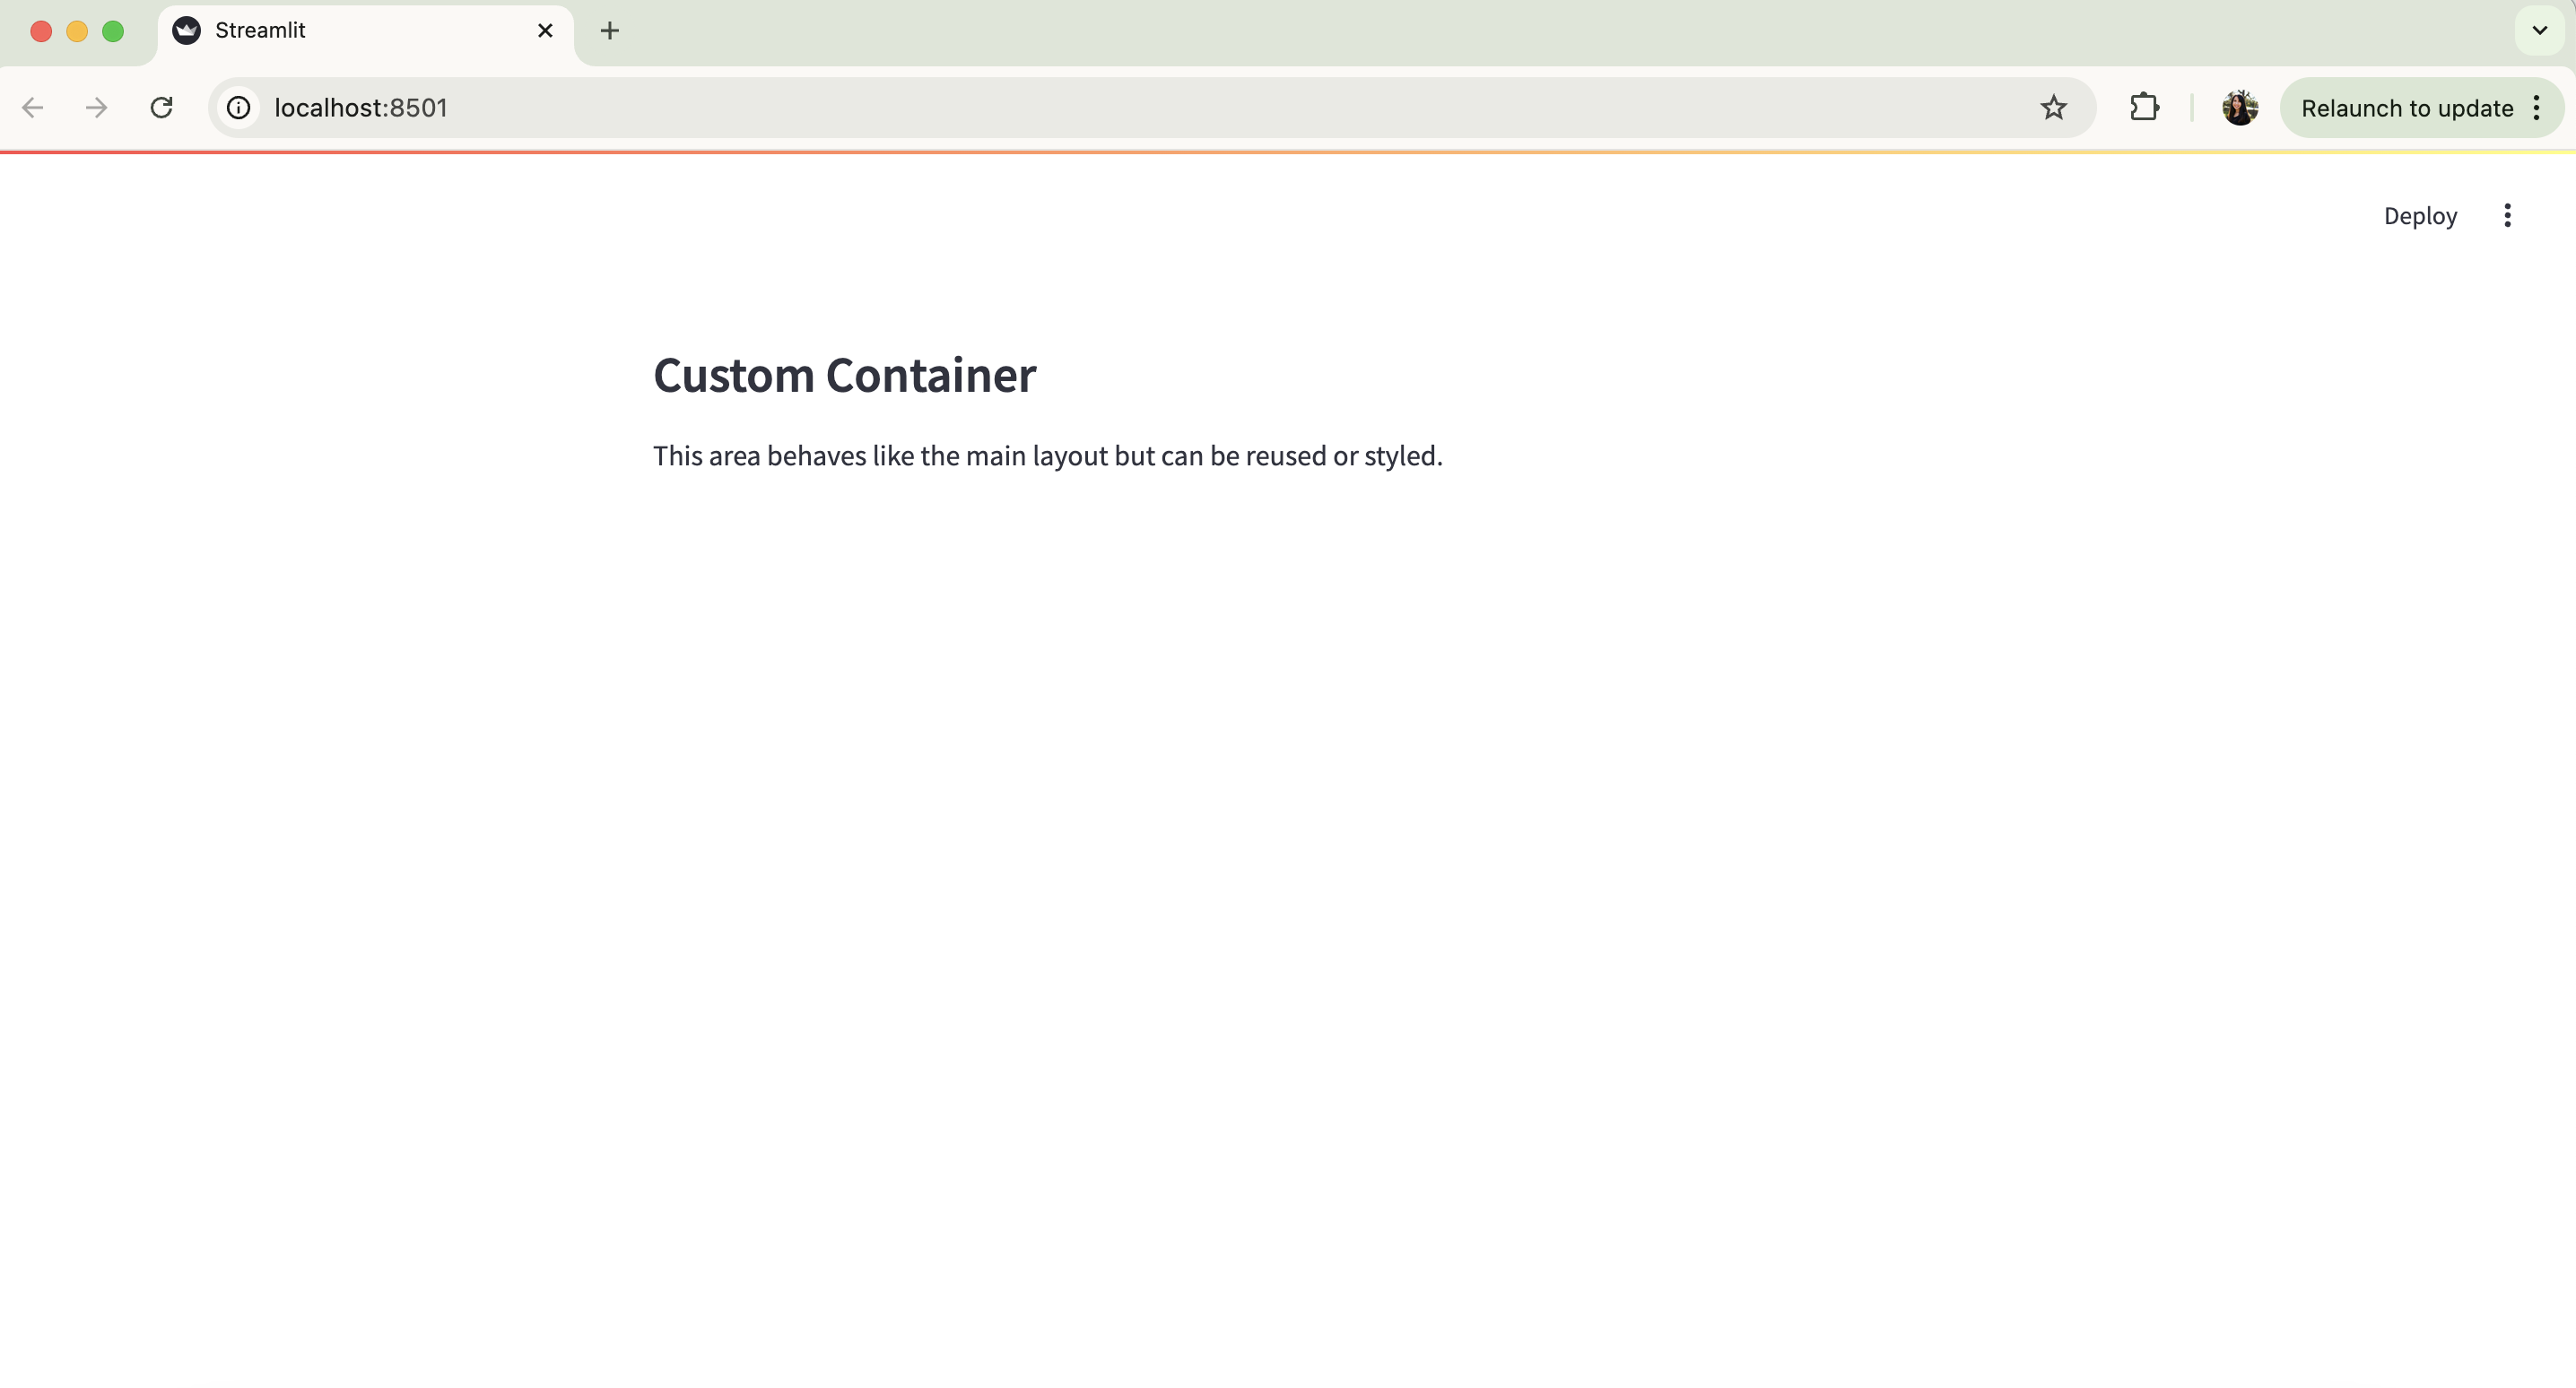 Streamlit
localhost:8501
Relaunch to update
Deploy
Custom Container
This area behaves like the main layout but can be reused or styled.